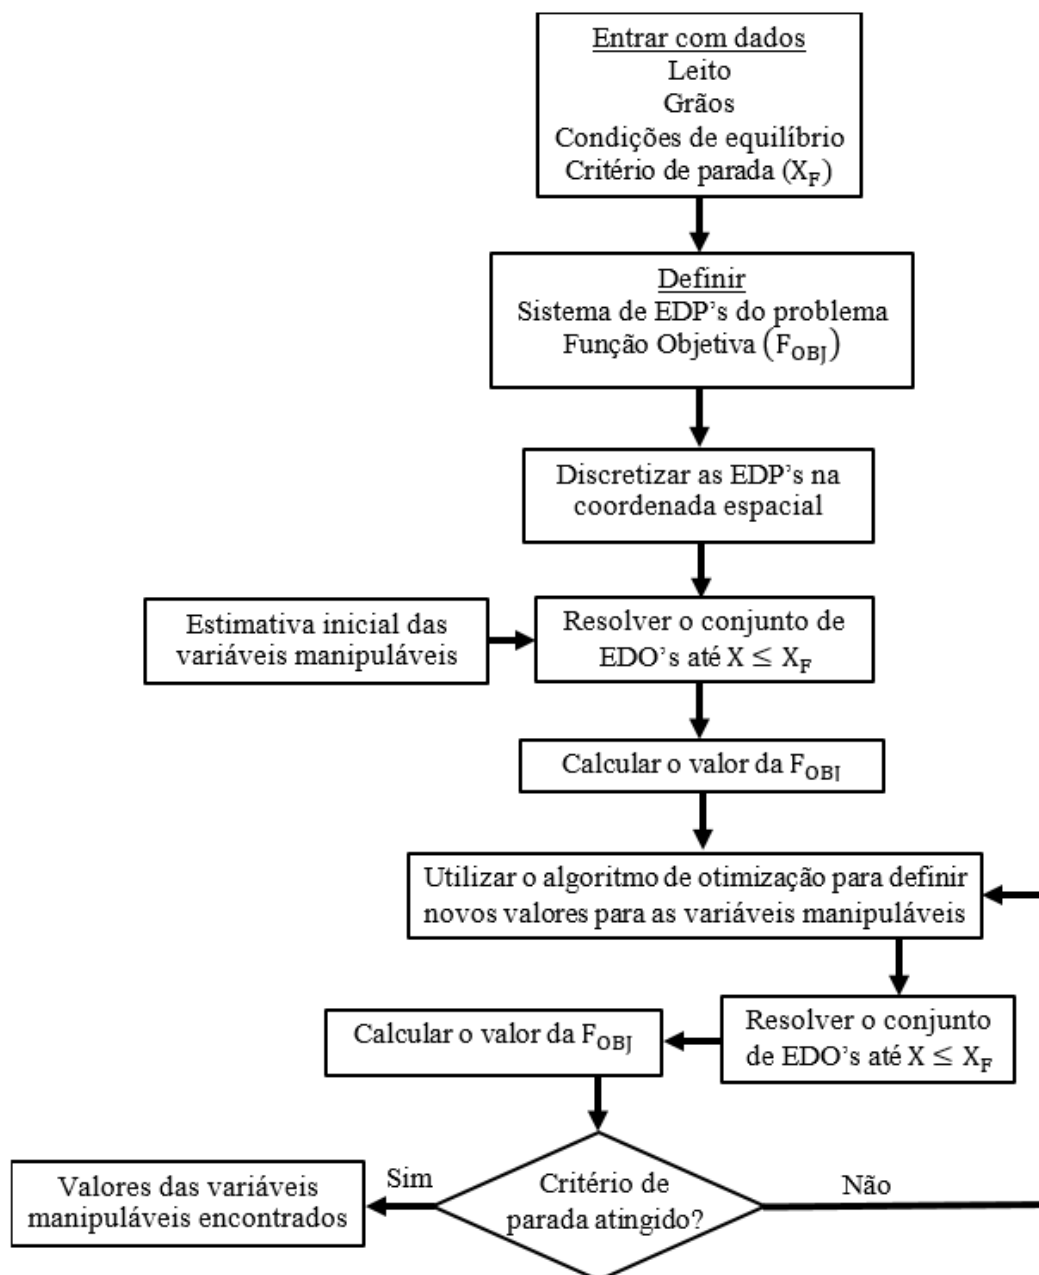 Entrar com dados
Leito
Grãos
Condições de equilíbrio
Critério de parada (X_F)
Definir
Sistema de EDP's do problema
Função Objetiva (F_OBJ)
Discretizar as EDP's na
coordenada espacial
Estimativa inicial das
variáveis manipuláveis
Resolver o conjunto de
EDO's até X ≤ X_F
Calcular o valor da F_OBJ
Utilizar o algoritmo de otimização para definir
novos valores para as variáveis manipuláveis
Resolver o conjunto
de EDO's até X ≤ X_F
Calcular o valor da F_OBJ
Critério de
parada atingido?
Sim
Não
Valores das variáveis
manipuláveis encontrados